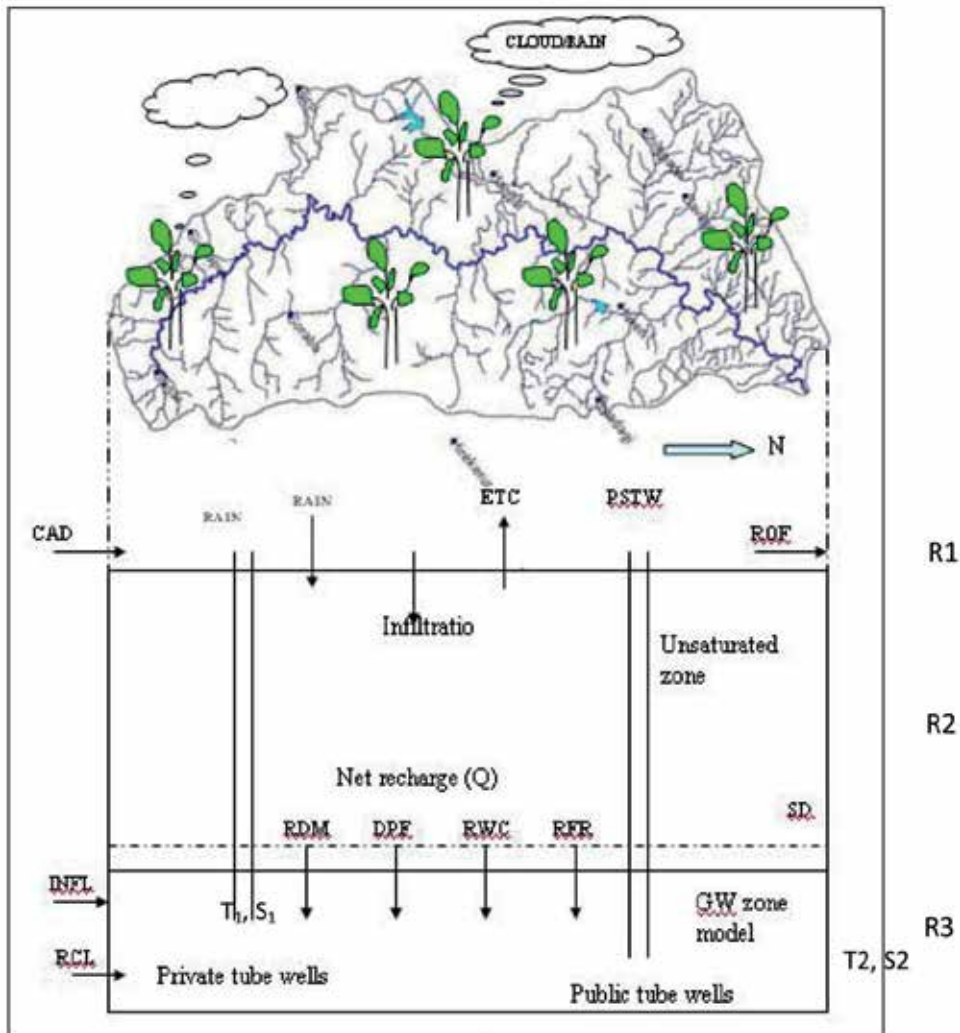 CLOUD/RAIN
N
ETC
PSTW
RAIN
RAIN
CAD
ROF
R1
Infiltratio
Unsaturated
zone
R2
Net recharge (Q)
SD
RDM DPF RWC RFR
INFL
T1, S1
GW zone
model
R3
RCL
T2, S2
Private tube wells
Public tube wells